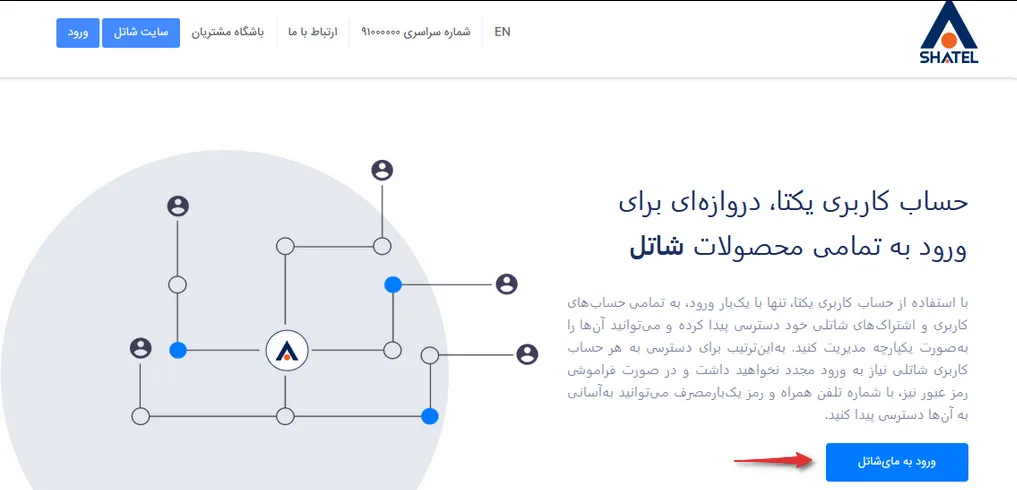 SHATEL
EN
شماره سراسری ۹۱۰۰۰۰۰۰
ارتباط با ما
باشگاه مشتریان
سایت شاتل
ورود
حساب کاربری یکتا، دروازه‌ای برای
ورود به تمامی محصولات شاتل
با استفاده از حساب کاربری یکتا، تنها با یک‌بار ورود، به تمامی حساب‌های
کاربری و اشتراک‌های شاتلی خود دسترسی پیدا کرده و می‌توانید آن‌ها را
به‌صورت یکپارچه مدیریت کنید. به‌این‌ترتیب برای دسترسی به هر حساب
کاربری شاتلی نیاز به ورود مجدد نخواهید داشت و در صورت فراموشی
رمز عبور نیز، با شماره تلفن همراه و رمز یک‌بارمصرف می‌توانید به‌آسانی
به آن‌ها دسترسی پیدا کنید.
ورود به مای‌شاتل